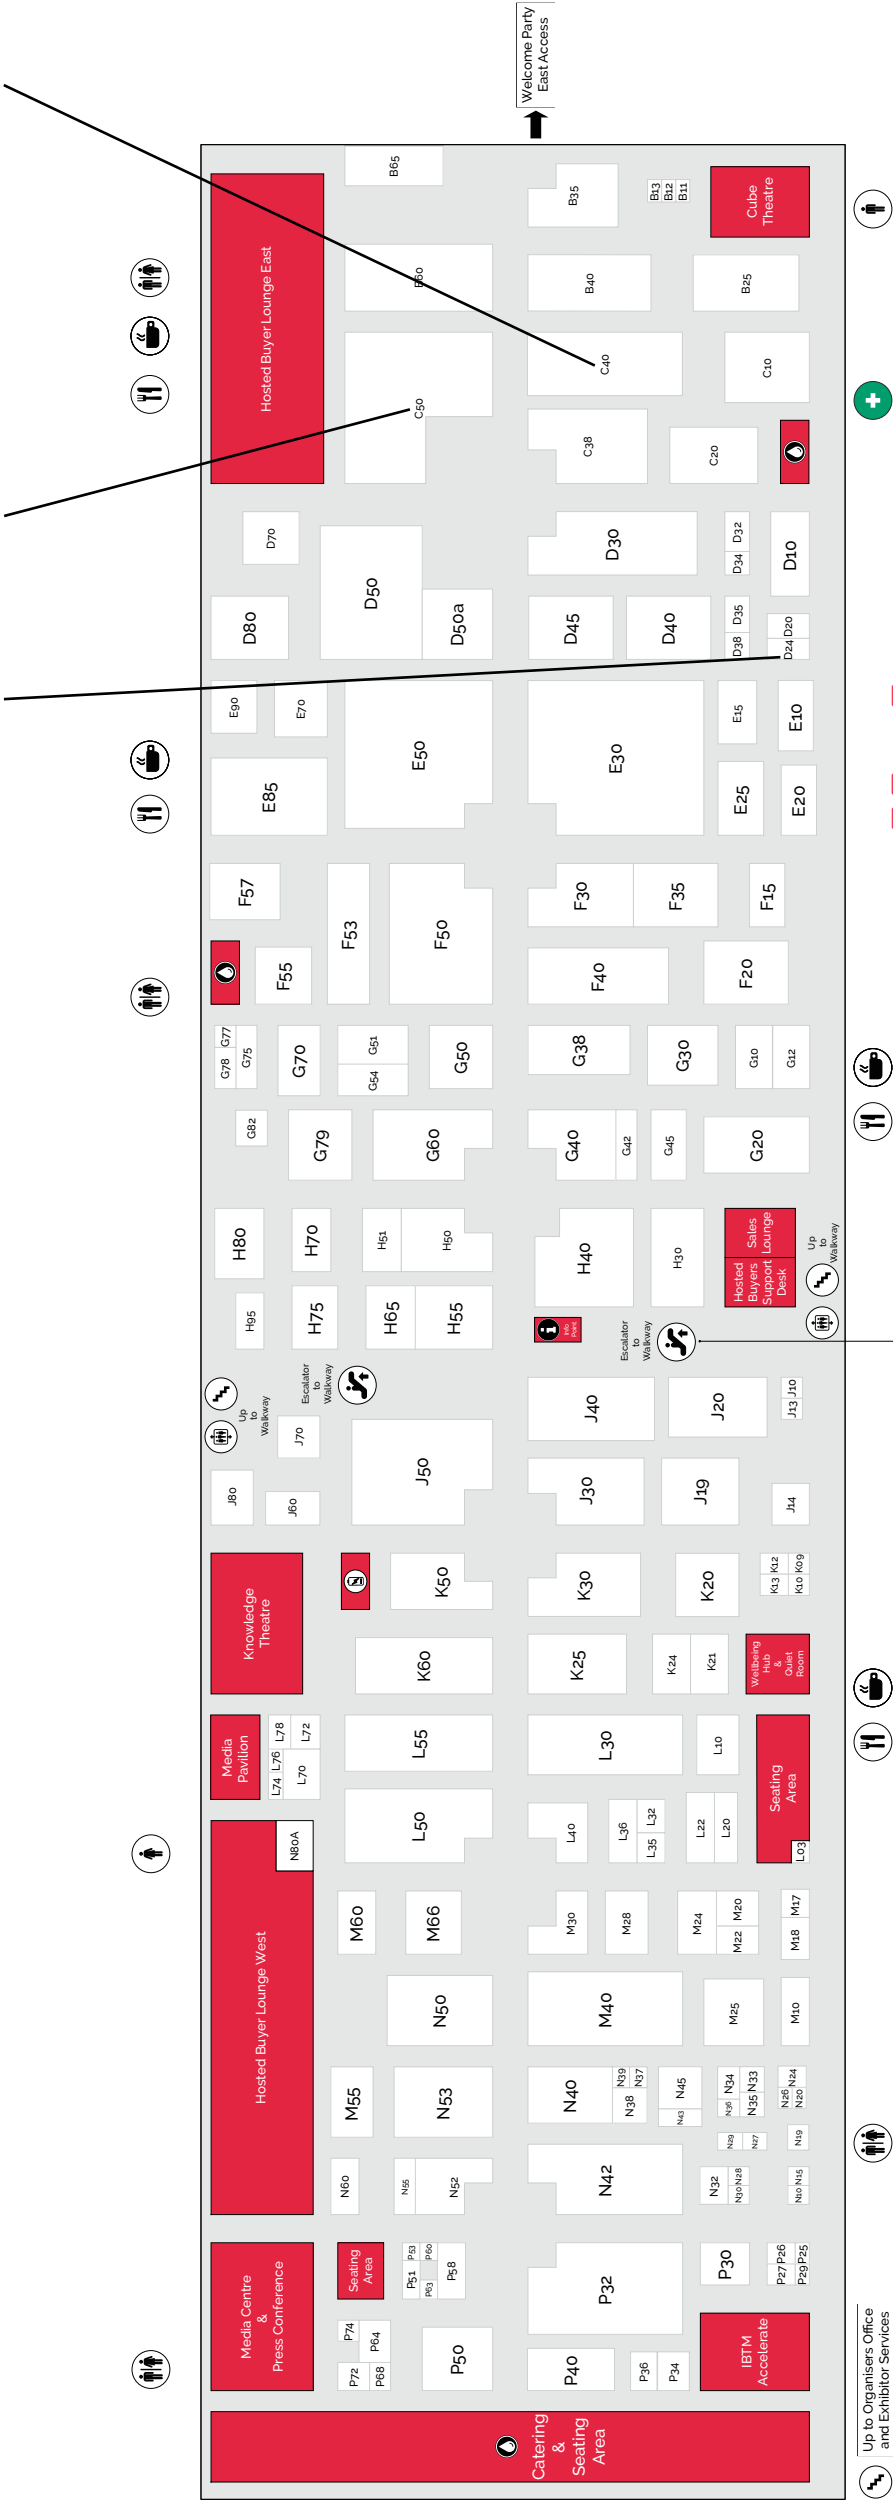 Welcome Party
East Access
B65
Hosted Buyer Lounge East
B60
B35
B13
B12
B11
Cube
Theatre
B40
B25
C50
C40
C10
C38
C20
D70
D50
D80
D50a
D30
D32
D34
D10
D45
D40
D35
D38
D20
D24
E90
E70
E50
E85
E30
E15
E10
E25
E20
F57
F53
F50
F55
F30
F35
F15
F40
F20
G77
G78
G75
G70
G51
G54
G50
G38
G30
G10
G12
G82
G79
G60
G40
G42
G45
G20
H80
H70
H51
H50
H95
H75
H65
H55
H40
H30
Sales
Lounge
Hosted
Buyers
Support
Desk
Up
to
Walkway
Info
Point
Escalator
to
Walkway
Escalator
to
Walkway
Up
to
Walkway
J70
J80
J60
J50
J40
J20
J10
J13
J30
J19
J14
Knowledge
Theatre
K50
K60
K30
K20
K12
K13
K09
K10
K25
K24
K21
Wellbeing
Hub
&
Quiet
Room
Media
Pavilion
L78
L72
L76
L74
L70
L55
L50
L30
L10
Seating
Area
L03
L40
L36
L32
L35
L22
L20
N80A
Hosted Buyer Lounge West
M60
M66
M30
M28
M24
M20
M22
M17
M18
N50
M40
M25
M10
M55
N53
N40
N39
N37
N38
N45
N43
N34
N33
N36
N35
N24
N26
N20
N29
N27
N19
N60
N55
N52
N42
N32
N28
N30
N15
N10
Media Centre
&
Press Conference
Seating
Area
P53
P60
P51
P63
P58
P74
P64
P72
P68
P50
P32
P30
P26
P27
P25
P29
P40
P36
P34
IBTM
Accelerate
Catering
&
Seating
Area
Up to Organisers Office
and Exhibitor Services